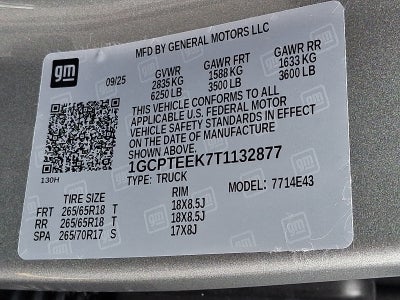 MFD BY GENERAL MOTORS LLC
gm
09/25
GVWR GAWR FRT GAWR RR
2835 KG 1588 KG 1633 KG
6250 LB 3500 LB 3600 LB
THIS VEHICLE CONFORMS TO ALL
APPLICABLE U.S. FEDERAL MOTOR
VEHICLE SAFETY STANDARDS IN EFFECT
ON THE DATE OF MANUFACTURE
SHOWN ABOVE.
1GCPTEEK7T1132877
130H
TYPE: TRUCK MODEL: 7714E43
TIRE SIZE RIM
FRT 265/65R18 T 18X8.5J
RR 265/65R18 T 18X8.5J
SPA 265/70R17 S 17X8J